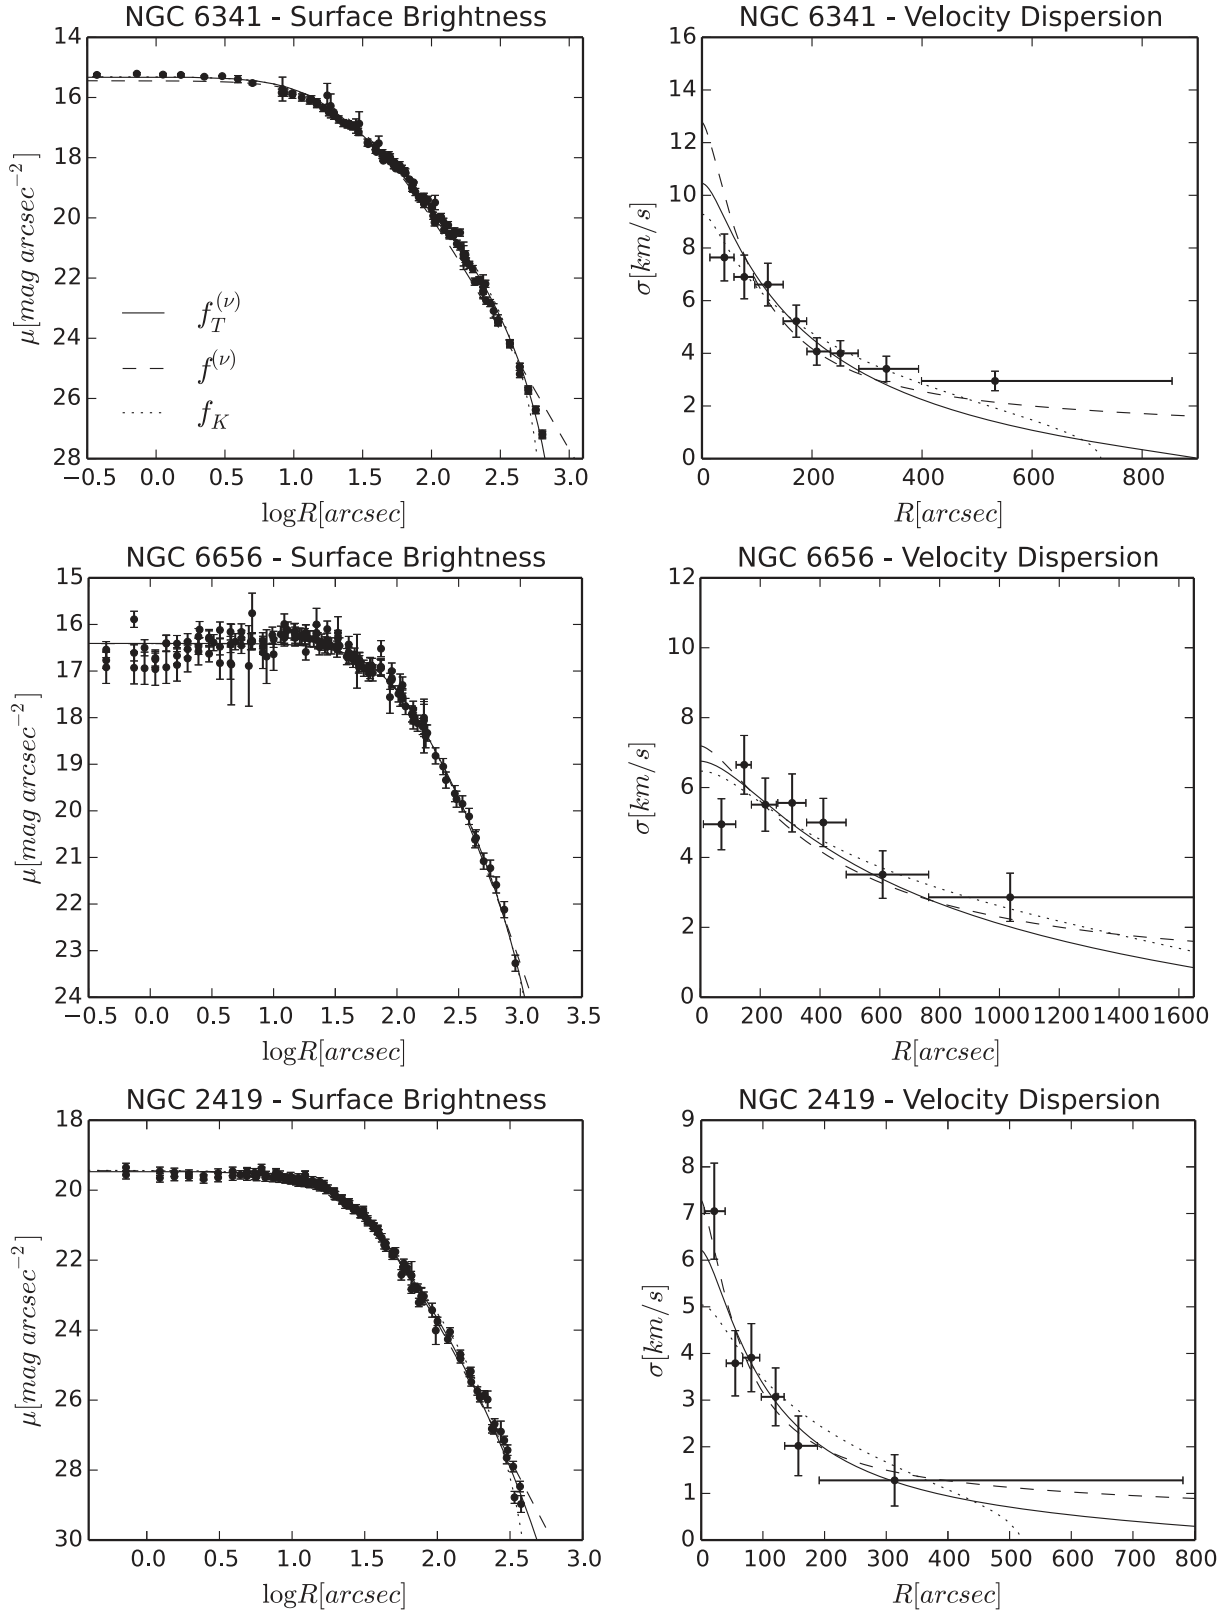 NGC 6341 - Surface Brightness
14
16
18
20
22
24
26
28
μ[mag arcsec⁻²]
f_T^(ν)
f^(ν)
f_K
−0.5 0.0 0.5 1.0 1.5 2.0 2.5 3.0
logR[arcsec]
NGC 6341 - Velocity Dispersion
16
14
12
10
8
6
4
2
0
σ[km/s]
0 200 400 600 800
R[arcsec]
NGC 6656 - Surface Brightness
15
16
17
18
19
20
21
22
23
24
μ[mag arcsec⁻²]
−0.5 0.0 0.5 1.0 1.5 2.0 2.5 3.0 3.5
logR[arcsec]
NGC 6656 - Velocity Dispersion
12
10
8
6
4
2
0
σ[km/s]
0 200 400 600 800 1000 1200 1400 1600
R[arcsec]
NGC 2419 - Surface Brightness
18
20
22
24
26
28
30
μ[mag arcsec⁻²]
0.0 0.5 1.0 1.5 2.0 2.5 3.0
logR[arcsec]
NGC 2419 - Velocity Dispersion
9
8
7
6
5
4
3
2
1
0
σ[km/s]
0 100 200 300 400 500 600 700 800
R[arcsec]